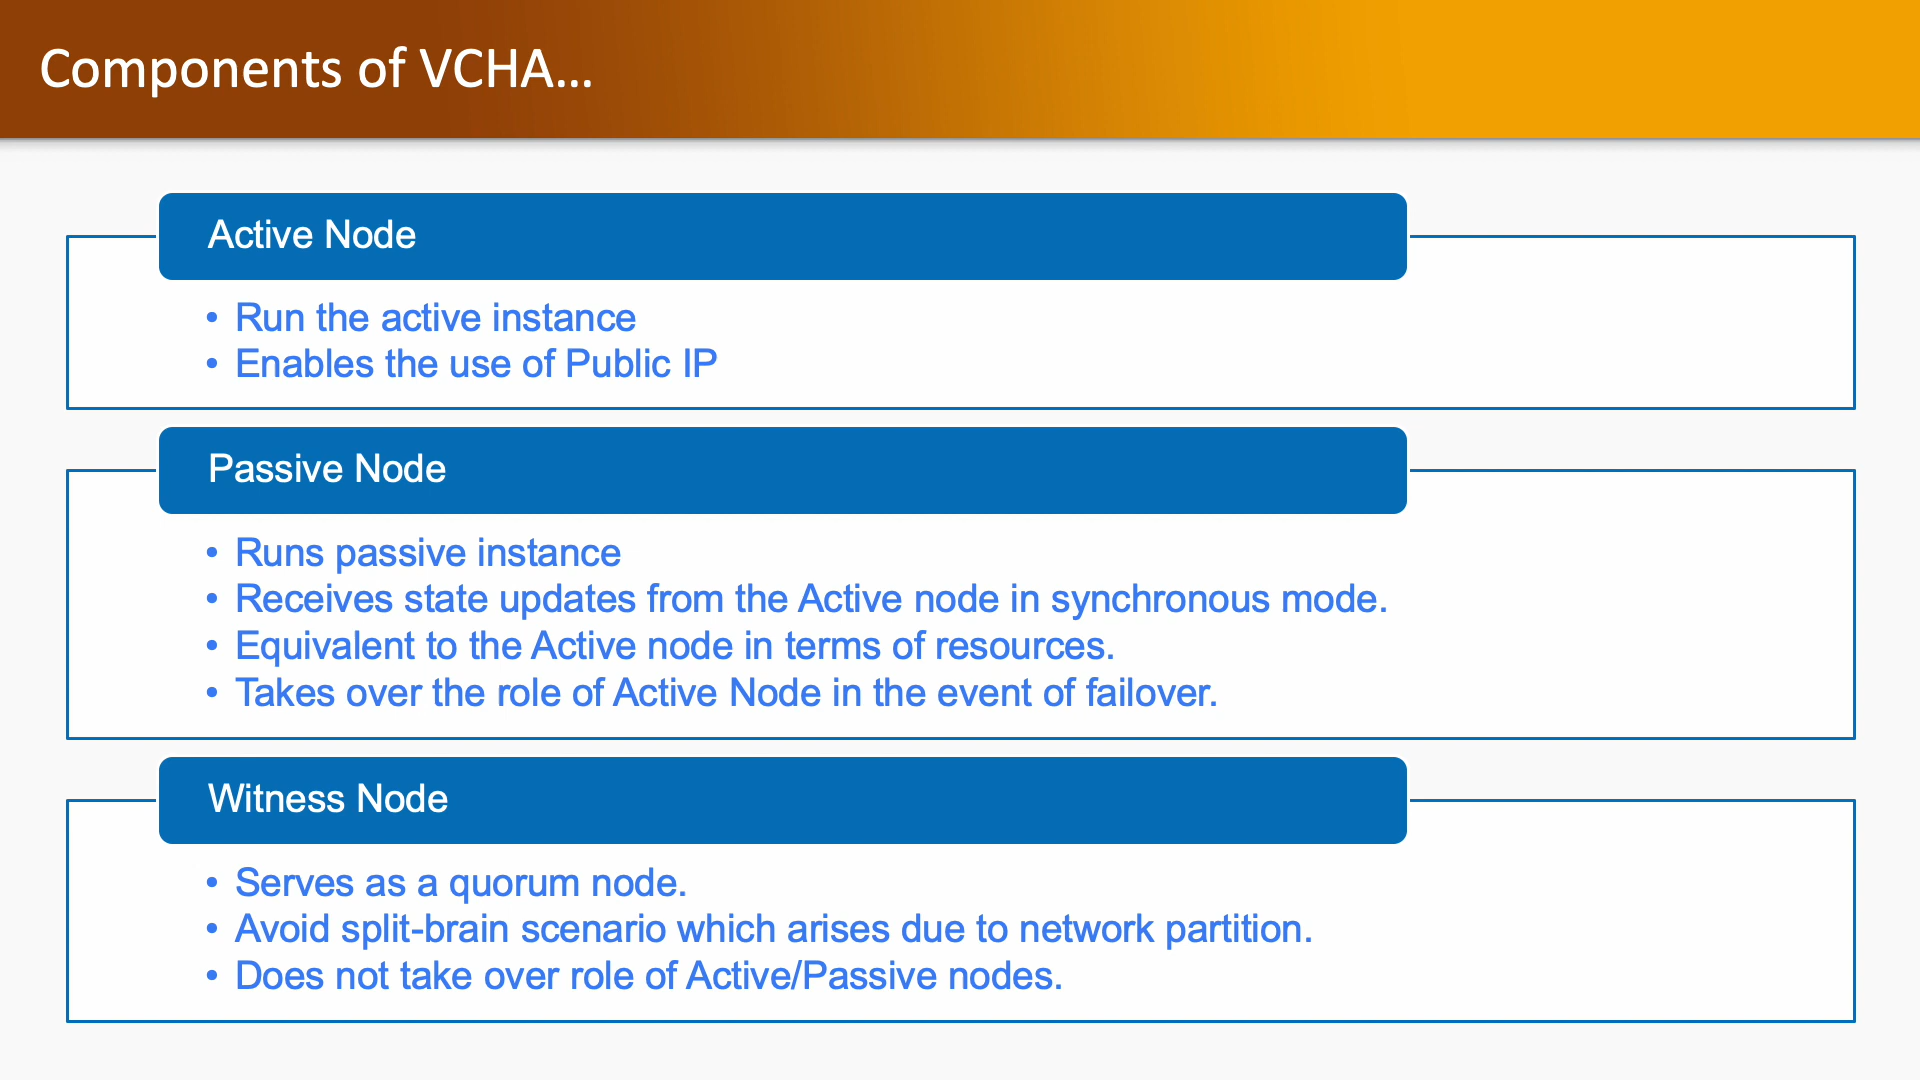 Components of VCHA...
Active Node
• Run the active instance
• Enables the use of Public IP
Passive Node
• Runs passive instance
• Receives state updates from the Active node in synchronous mode.
• Equivalent to the Active node in terms of resources.
• Takes over the role of Active Node in the event of failover.
Witness Node
• Serves as a quorum node.
• Avoid split-brain scenario which arises due to network partition.
• Does not take over role of Active/Passive nodes.